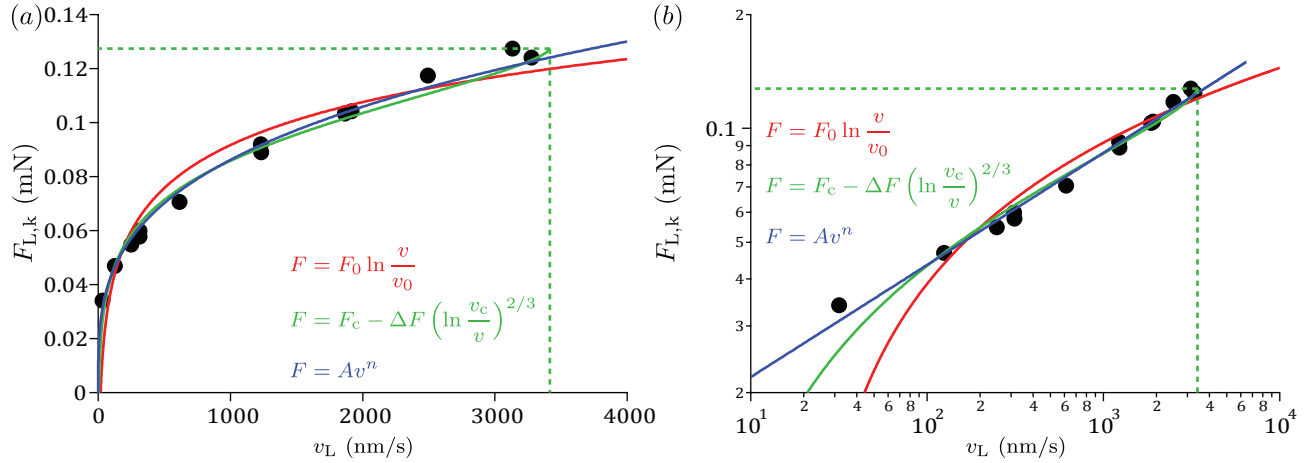 (a)
0.14
0.12
0.1
0.08
0.06
0.04
0.02
0
F_{L,k} (mN)
F = F_0 ln v/v_0
F = F_c − ΔF (ln v_c/v)^{2/3}
F = Av^n
0 1000 2000 3000 4000
v_L (nm/s)
(b)
2
0.1
9
8
7
6
5
4
3
2
F_{L,k} (mN)
F = F_0 ln v/v_0
F = F_c − ΔF (ln v_c/v)^{2/3}
F = Av^n
10^1 2 4 6 8 10^2 2 4 6 8 10^3 2 4 6 8 10^4
v_L (nm/s)